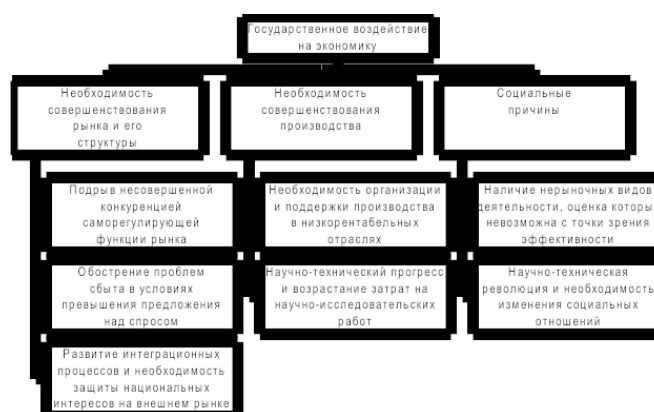 Государственное воздействие
на экономику
Необходимость
совершенствования
рынка и его
структуры
Необходимость
совершенствования
производства
Социальные
причины
Подрыв несовершенной
конкуренцией
саморегулирующей
функции рынка
Необходимость организации
и поддержки производства
в низкорентабельных
отраслях
Наличие нерыночных видов
деятельности, оценка которы
невозможна с точки зрения
эффективности
Обострение проблем
сбыта в условиях
превышения предложения
над спросом
Научно-технический прогресс
и возрастание затрат на
научно-исследовательских
работ
Научно-техническая
революция и необходимость
изменения социальных
отношений
Развитие интеграционных
процессов и необходимость
защиты национальных
интересов на внешнем рынке